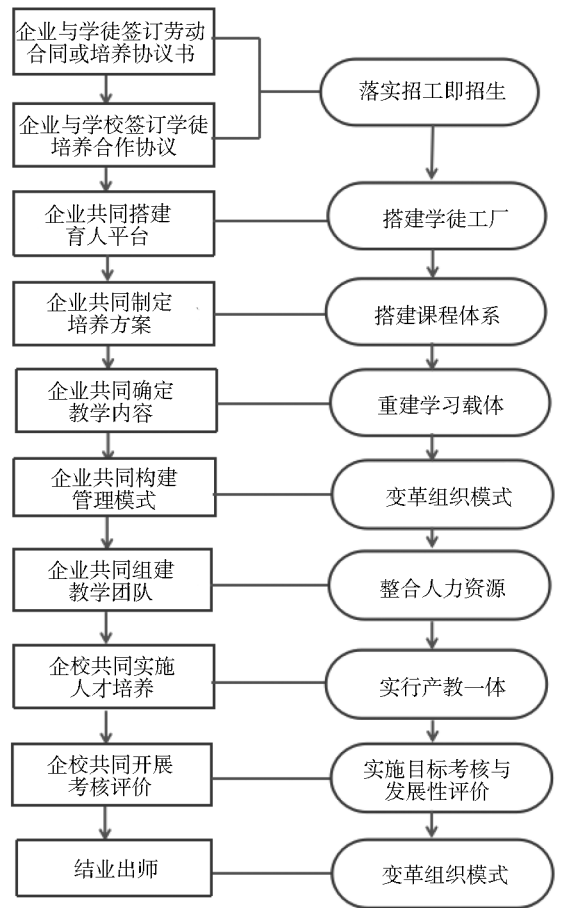 企业与学徒签订劳动
合同或培养协议书
落实招工即招生
企业与学校签订学徒
培养合作协议
企业共同搭建
育人平台
搭建学徒工厂
企业共同制定
培养方案
搭建课程体系
企业共同确定
教学内容
重建学习载体
企业共同构建
管理模式
变革组织模式
企业共同组建
教学团队
整合人力资源
企校共同实施
人才培养
实行产教一体
企校共同开展
考核评价
实施目标考核与
发展性评价
结业出师
变革组织模式